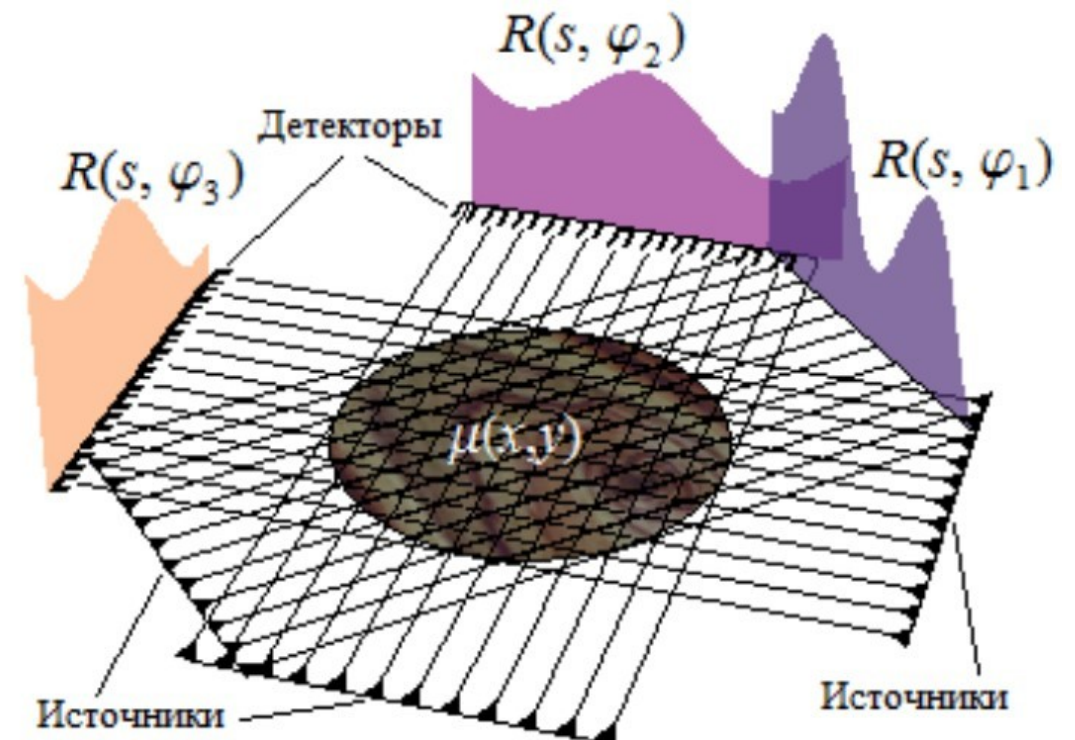 R(s, φ₂)
Детекторы
R(s, φ₃)
R(s, φ₁)
μ(x,y)
Источники
Источники